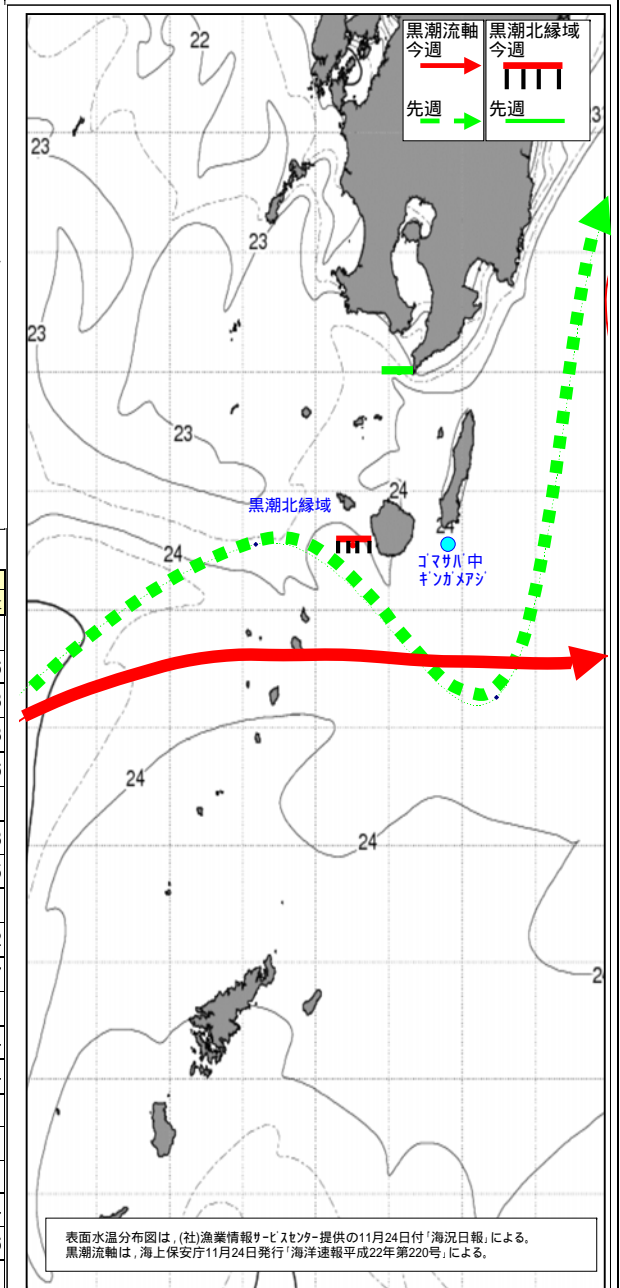 黒潮流軸 黒潮北縁域
今週 今週
先週 先週
22
23
23
23
23
24
黒潮北縁域
24
24
ｺﾞﾏｻﾊﾞ中
ｷﾞﾝｶﾞﾒｱｼﾞ
24
24
表面水温分布図は，(社)漁業情報ｻｰﾋﾞｽｾﾝﾀｰ提供の11月24日付「海況日報」による。
黒潮流軸は，海上保安庁11月24日発行「海洋速報平成22年第220号」による。